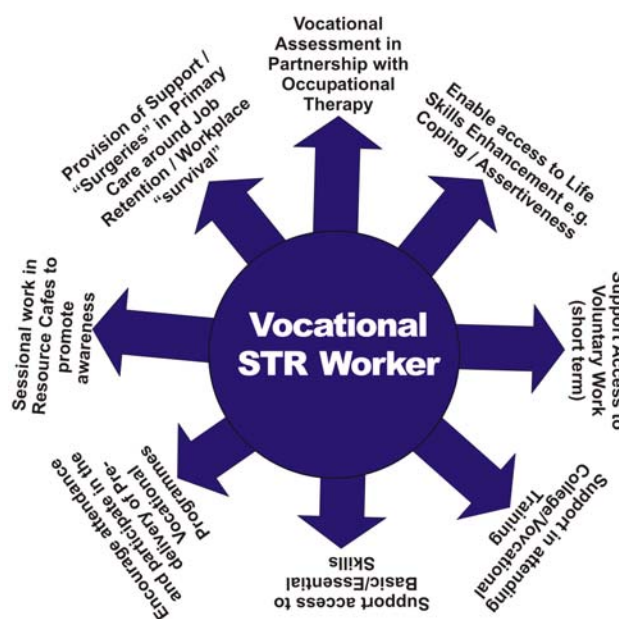 Vocational
Assessment in
Partnership with
Occupational
Therapy
Enable access to Life
Skills Enhancement e.g.
Coping / Assertiveness
Support Access to
Voluntary Work
(short term)
Support in attending
College/Vovcational
Training
Support access to
Basic/Essential
Skills
Encourage attendance
and participate in the
delivery of Pre-
Vocational
Programmes
Sessional work in
Resource Cafes to
promote
awareness
Provision of Support /
“Surgeries” in Primary
Care around Job
Retention / Workplace
“survival”
Vocational
STR Worker